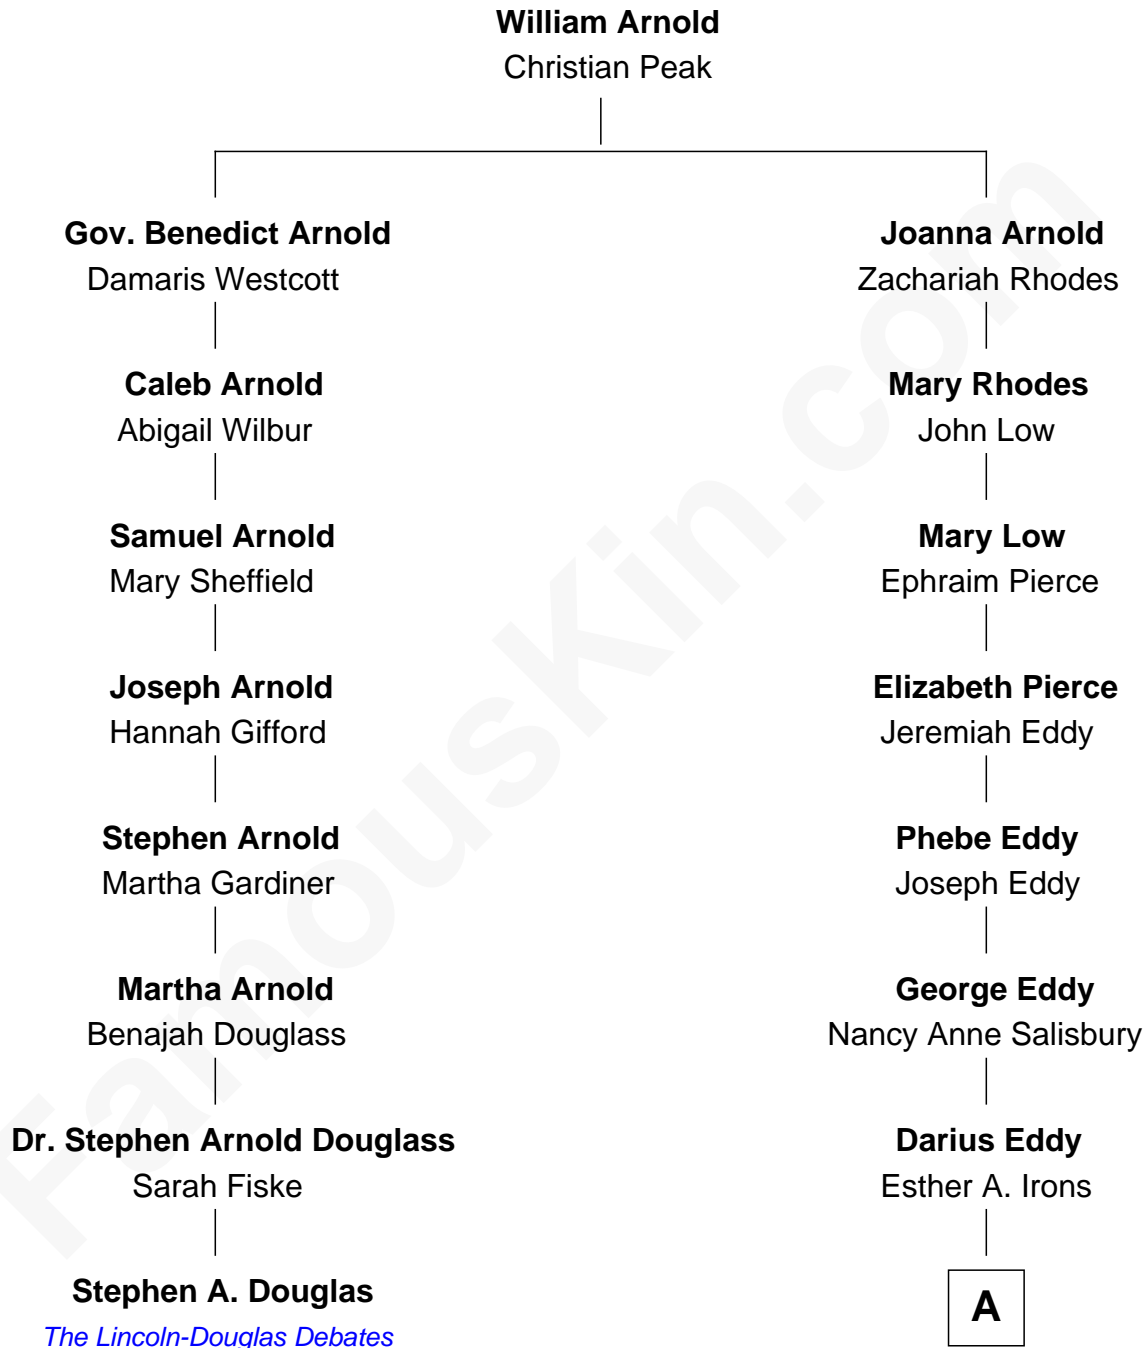 William Arnold
Christian Peak
Gov. Benedict Arnold
Damaris Westcott
Joanna Arnold
Zachariah Rhodes
Caleb Arnold
Abigail Wilbur
Mary Rhodes
John Low
Samuel Arnold
Mary Sheffield
Mary Low
Ephraim Pierce
Joseph Arnold
Hannah Gifford
Elizabeth Pierce
Jeremiah Eddy
Stephen Arnold
Martha Gardiner
Phebe Eddy
Joseph Eddy
Martha Arnold
Benajah Douglass
George Eddy
Nancy Anne Salisbury
Dr. Stephen Arnold Douglass
Sarah Fiske
Darius Eddy
Esther A. Irons
Stephen A. Douglas
The Lincoln-Douglas Debates
A
FamousKin.com